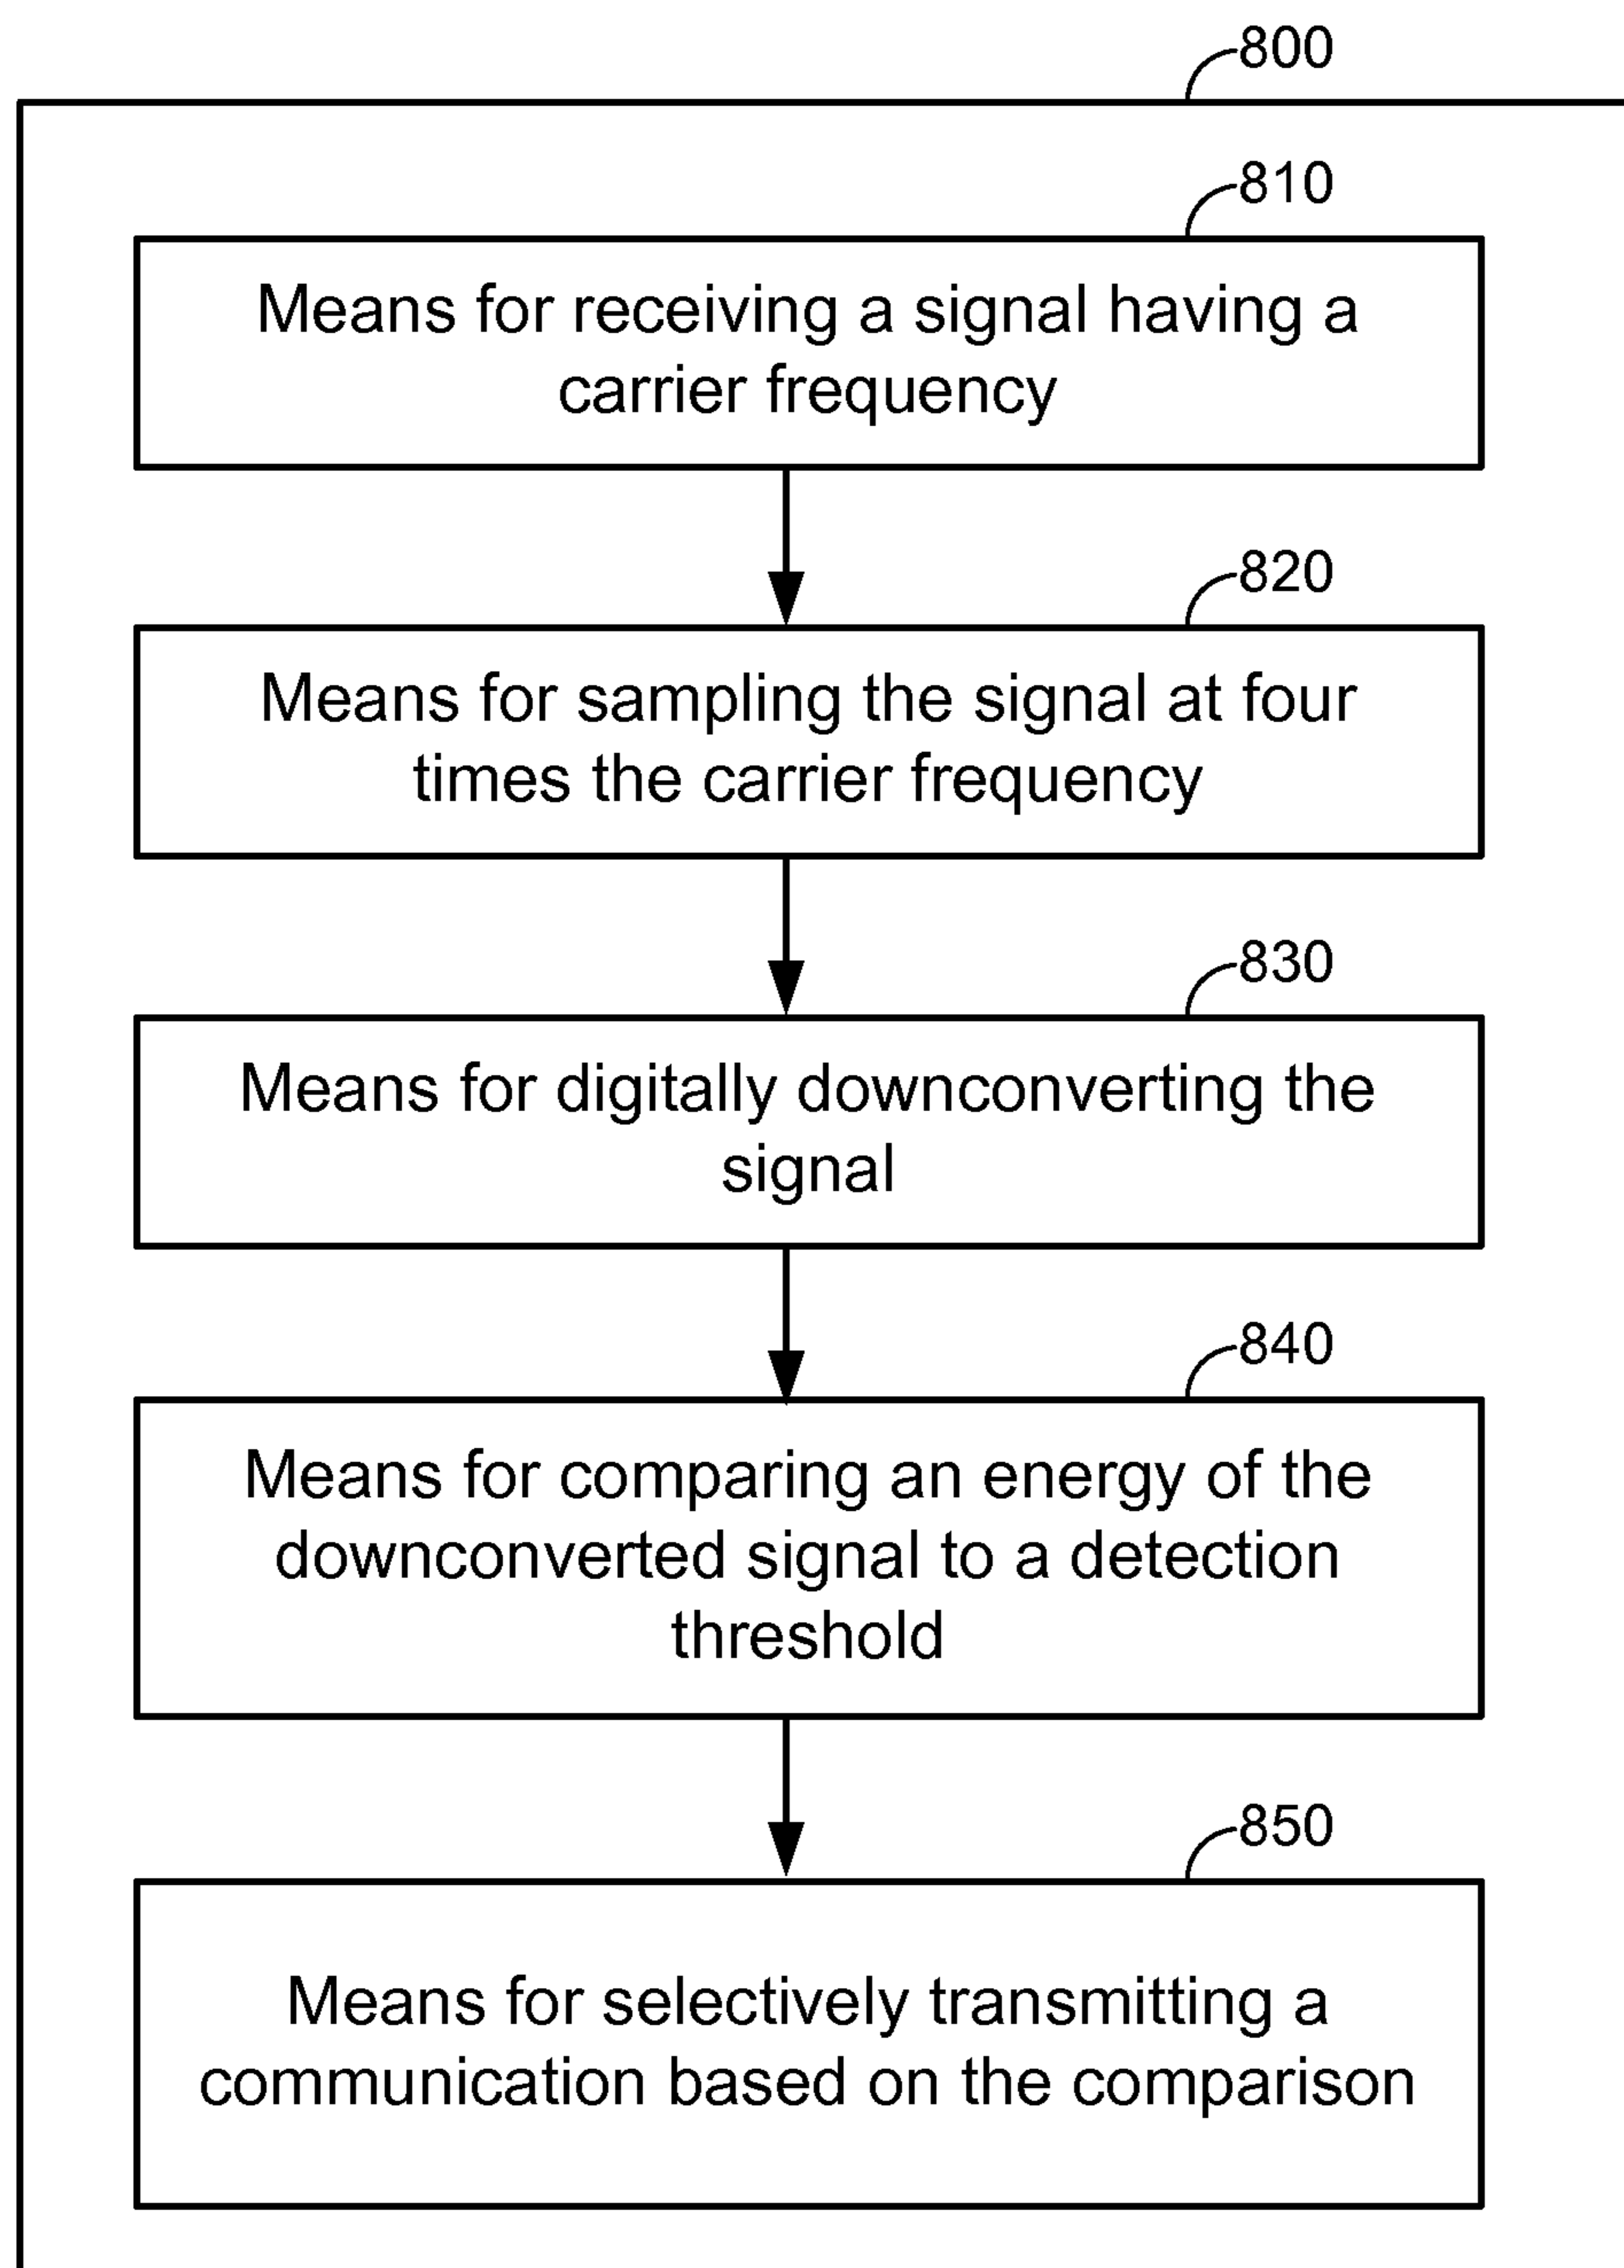 800
810
Means for receiving a signal having a
carrier frequency
820
Means for sampling the signal at four
times the carrier frequency
830
Means for digitally downconverting the
signal
840
Means for comparing an energy of the
downconverted signal to a detection
threshold
850
Means for selectively transmitting a
communication based on the comparison